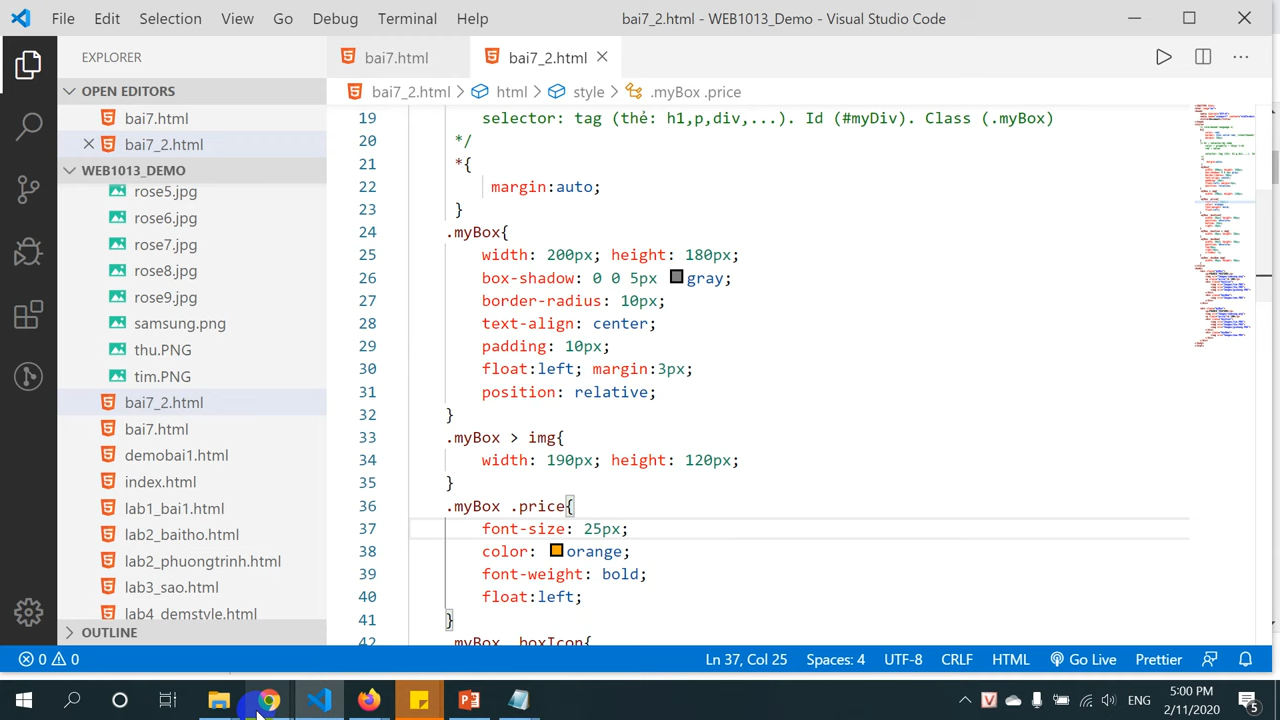 File Edit Selection View Go Debug Terminal Help
bai7_2.html - WEB1013_Demo - Visual Studio Code
EXPLORER
OPEN EDITORS
bai7.html
bai7_2.html
WEB1013_DEMO
rose5.jpg
rose6.jpg
rose7.jpg
rose8.jpg
rose9.jpg
samsung.png
thu.PNG
tim.PNG
bai7_2.html
bai7.html
demobai1.html
index.html
lab1_bai1.html
lab2_baitho.html
lab2_phuongtrinh.html
lab3_sao.html
lab4_demstyle.html
OUTLINE
bai7.html
bai7_2.html
bai7_2.html > html > style > .myBox .price
19 selector: tag (thẻ: h1,p,div,...). Id (#myDiv). Class (.myBox)
20 */
21 *{
22 margin:auto;
23 }
24 .myBox{
25 width: 200px; height: 180px;
26 box-shadow: 0 0 5px gray;
27 border-radius: 10px;
28 text-align: center;
29 padding: 10px;
30 float:left; margin:3px;
31 position: relative;
32 }
33 .myBox > img{
34 width: 190px; height: 120px;
35 }
36 .myBox .price{
37 font-size: 25px;
38 color: orange;
39 font-weight: bold;
40 float:left;
41 }
42 .myBox .boxIcon{
0 0
Ln 37, Col 25 Spaces: 4 UTF-8 CRLF HTML Go Live Prettier
ENG
5:00 PM
2/11/2020
5